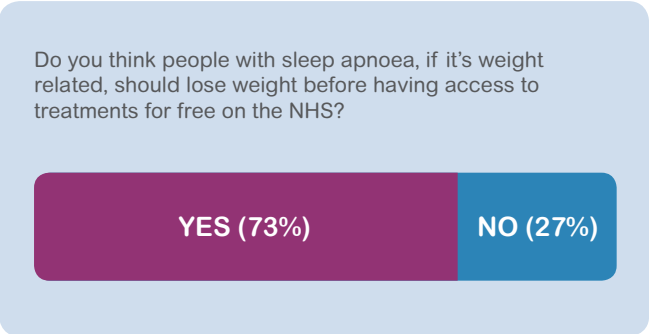 Do you think people with sleep apnoea, if it's weight
related, should lose weight before having access to
treatments for free on the NHS?
YES (73%) NO (27%)